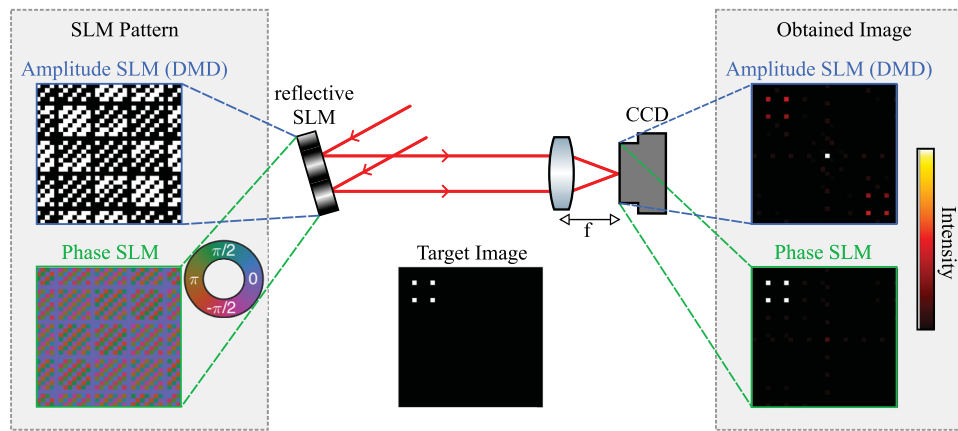 SLM Pattern
Amplitude SLM (DMD)
Phase SLM
π/2
π
0
-π/2
reflective
SLM
CCD
f
Target Image
Obtained Image
Amplitude SLM (DMD)
Phase SLM
Intensity